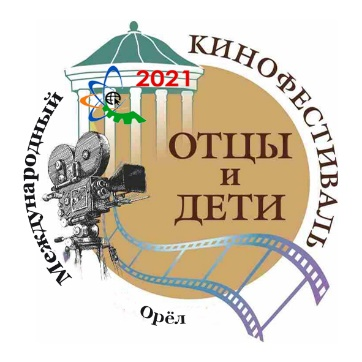 Международный
КИНОФЕСТИВАЛЬ
2021
ОТЦЫ
и
ДЕТИ
Орёл